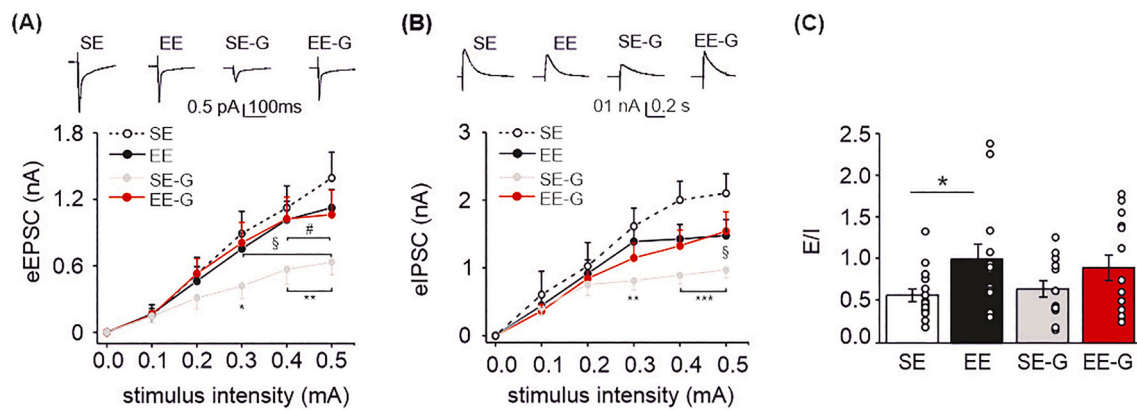 (A)
SE EE SE-G EE-G
0.5 pA 100ms
SE
EE
SE-G
EE-G
eEPSC (nA)
1.8
1.2
0.6
0
#
§
*
**
0.0 0.1 0.2 0.3 0.4 0.5
stimulus intensity (mA)
(B)
SE EE SE-G EE-G
01 nA 0.2 s
SE
EE
SE-G
EE-G
eIPSC (nA)
3
2
1
0
§
**
***
0.0 0.1 0.2 0.3 0.4 0.5
stimulus intensity (mA)
(C)
E/I
2.5
2.0
1.5
1.0
0.5
0.0
*
SE EE SE-G EE-G